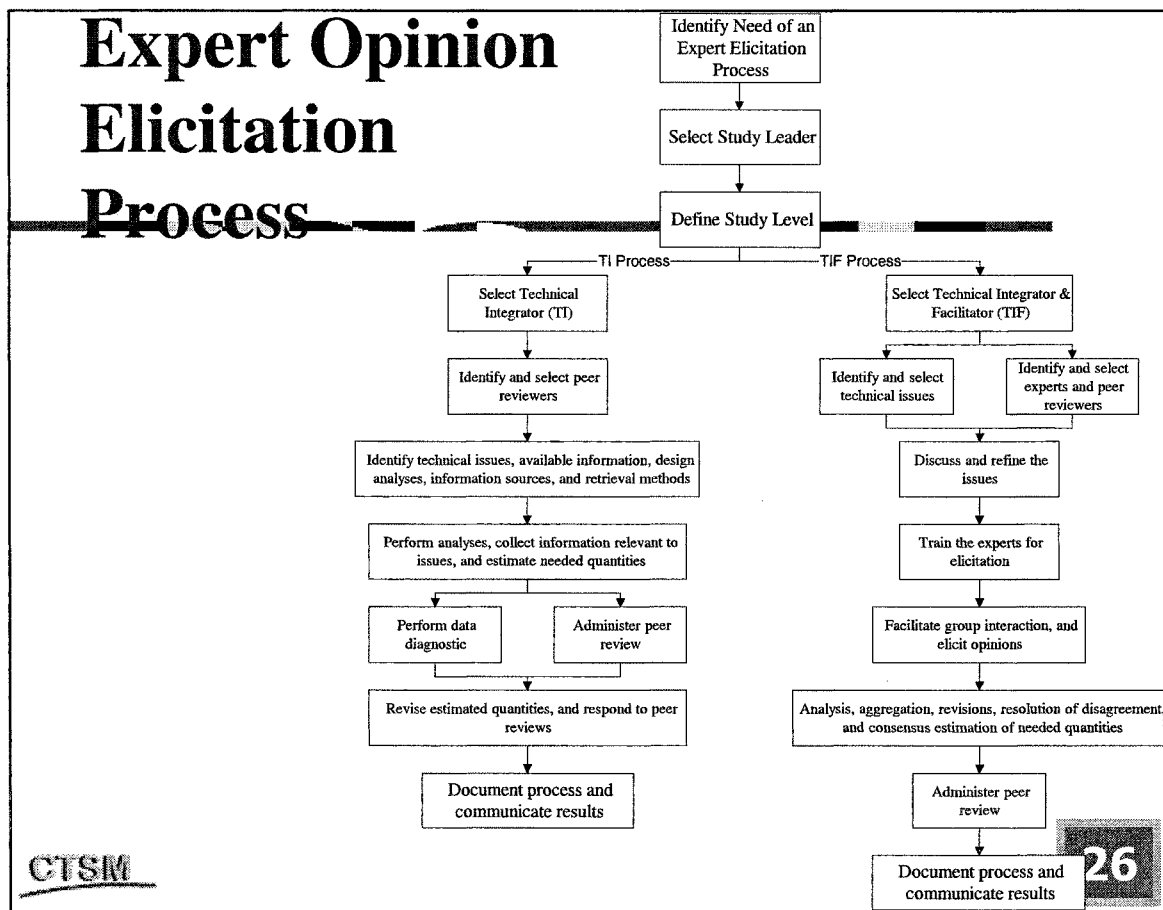 Expert Opinion
Elicitation
Process
Identify Need of an
Expert Elicitation
Process
Select Study Leader
Define Study Level
TI Process
TIF Process
Select Technical
Integrator (TI)
Identify and select peer
reviewers
Identify technical issues, available information, design
analyses, information sources, and retrieval methods
Perform analyses, collect information relevant to
issues, and estimate needed quantities
Perform data
diagnostic
Administer peer
review
Revise estimated quantities, and respond to peer
reviews
Document process and
communicate results
Select Technical Integrator &
Facilitator (TIF)
Identify and select
technical issues
Identify and select
experts and peer
reviewers
Discuss and refine the
issues
Train the experts for
elicitation
Facilitate group interaction, and
elicit opinions
Analysis, aggregation, revisions, resolution of disagreement,
and consensus estimation of needed quantities
Administer peer
review
Document process and
communicate results
CTSM
26